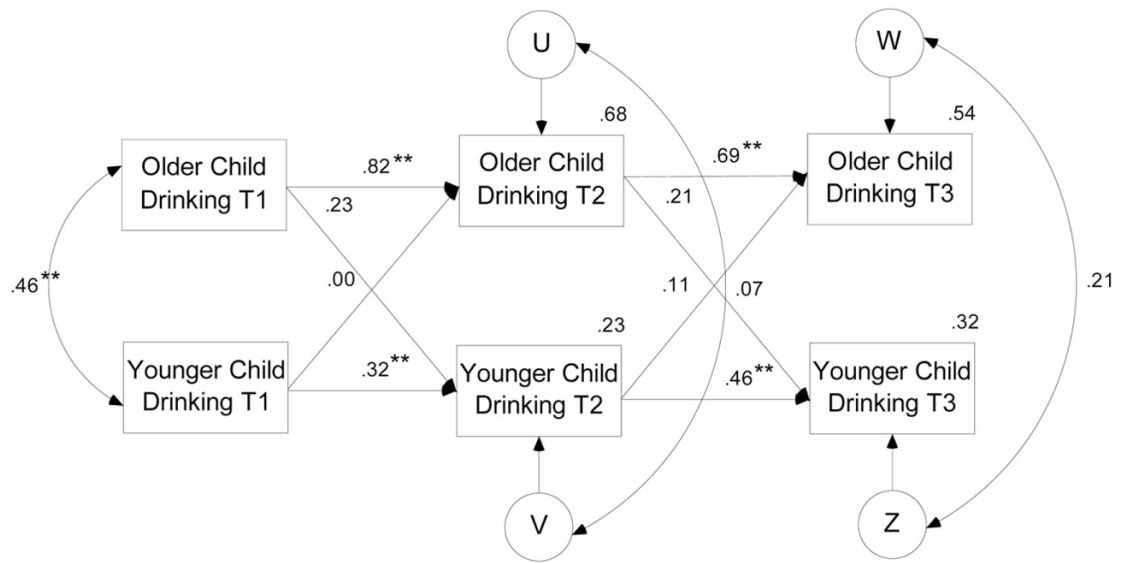 U
W
.68
.54
Older Child
Drinking T1
.82**
Older Child
Drinking T2
.69**
Older Child
Drinking T3
.23
.21
.46**
.00
.11
.07
.21
.23
.32
Younger Child
Drinking T1
.32**
Younger Child
Drinking T2
.46**
Younger Child
Drinking T3
V
Z